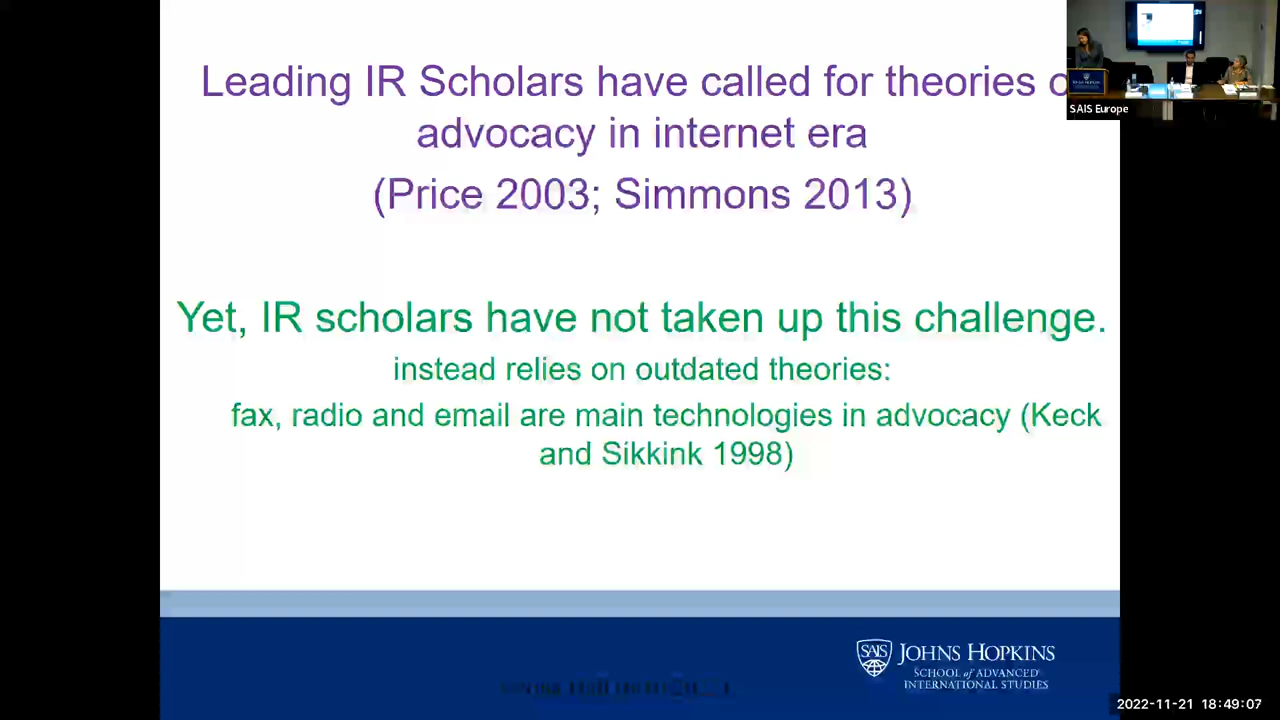 Leading IR Scholars have called for theories o
advocacy in internet era
(Price 2003; Simmons 2013)
Yet, IR scholars have not taken up this challenge.
instead relies on outdated theories:
fax, radio and email are main technologies in advocacy (Keck
and Sikkink 1998)
SAIS Europe
SAIS
JOHNS HOPKINS
SCHOOL of ADVANCED
INTERNATIONAL STUDIES
2022-11-21 18:49:07